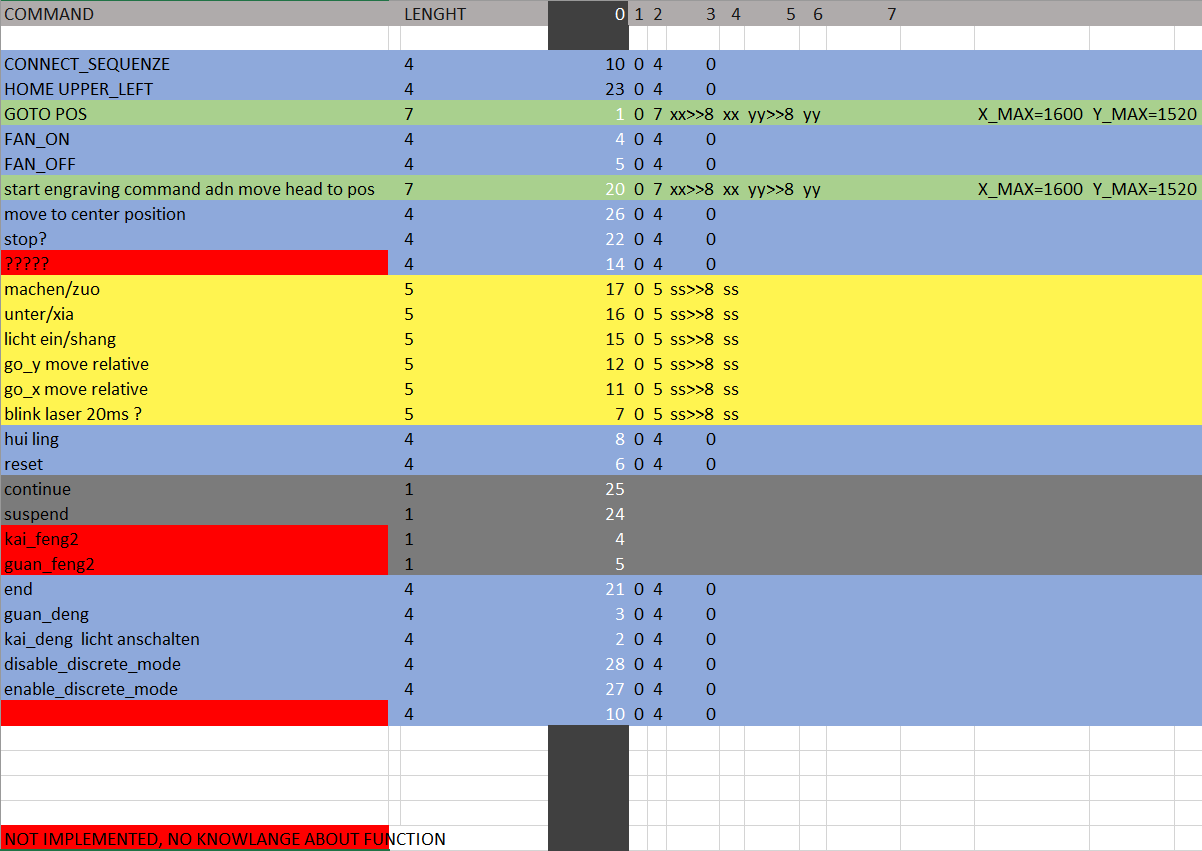 COMMAND LENGHT 0 1 2 3 4 5 6 7
CONNECT_SEQUENZE 4 10 0 4 0
HOME UPPER_LEFT 4 23 0 4 0
GOTO POS 7 1 0 7 xx>>8 xx yy>>8 yy X_MAX=1600 Y_MAX=1520
FAN_ON 4 4 0 4 0
FAN_OFF 4 5 0 4 0
start engraving command adn move head to pos 7 20 0 7 xx>>8 xx yy>>8 yy X_MAX=1600 Y_MAX=1520
move to center position 4 26 0 4 0
stop? 4 22 0 4 0
????? 4 14 0 4 0
machen/zuo 5 17 0 5 ss>>8 ss
unter/xia 5 16 0 5 ss>>8 ss
licht ein/shang 5 15 0 5 ss>>8 ss
go_y move relative 5 12 0 5 ss>>8 ss
go_x move relative 5 11 0 5 ss>>8 ss
blink laser 20ms ? 5 7 0 5 ss>>8 ss
hui ling 4 8 0 4 0
reset 4 6 0 4 0
continue 1 25
suspend 1 24
kai_feng2 1 4
guan_feng2 1 5
end 4 21 0 4 0
guan_deng 4 3 0 4 0
kai_deng  licht anschalten 4 2 0 4 0
disable_discrete_mode 4 28 0 4 0
enable_discrete_mode 4 27 0 4 0
4 10 0 4 0
NOT IMPLEMENTED, NO KNOWLANGE ABOUT FUNCTION